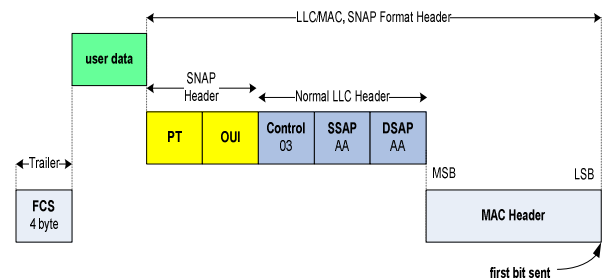 LLC/MAC, SNAP Format Header
user data
SNAP
Header
Normal LLC Header
PT
OUI
Control
03
SSAP
AA
DSAP
AA
Trailer
MSB
LSB
FCS
4 byte
MAC Header
first bit sent